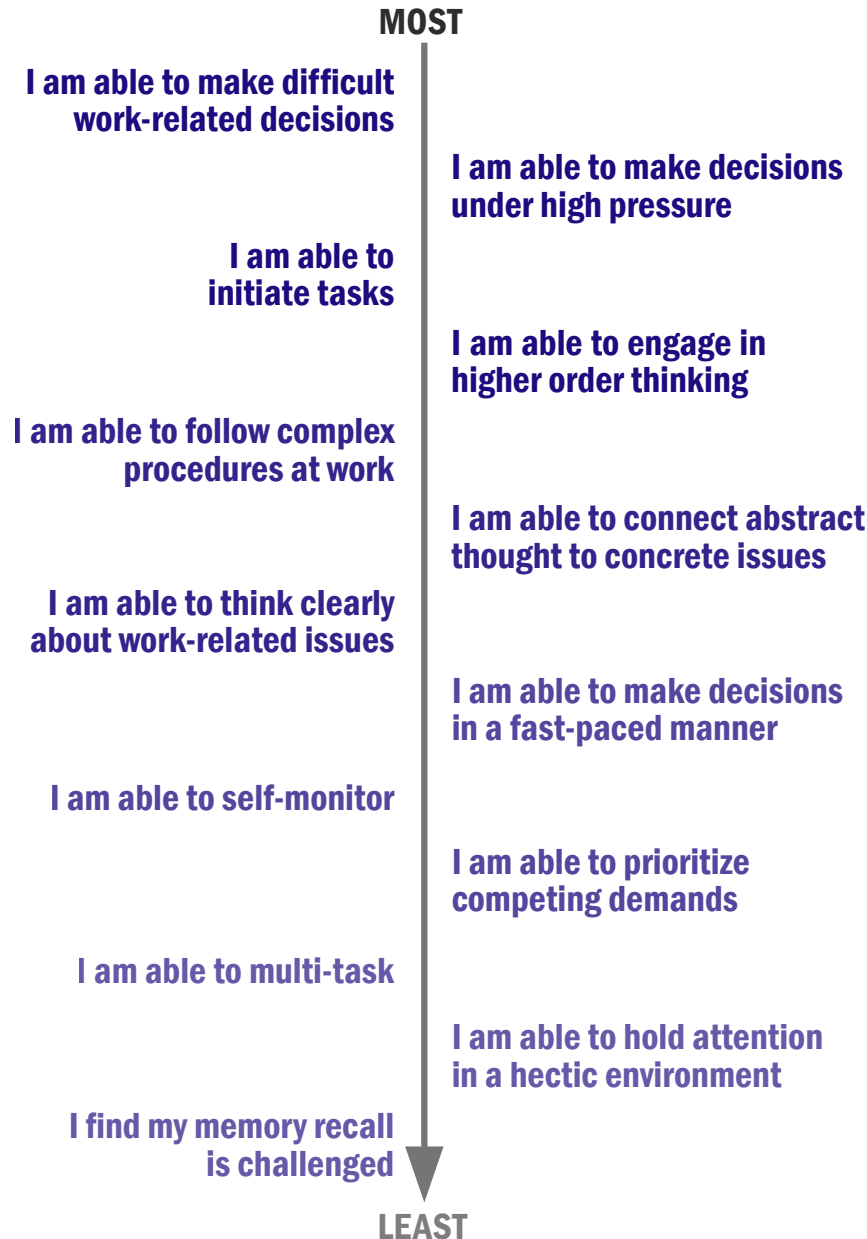 MOST
I am able to make difficult
work-related decisions
I am able to make decisions
under high pressure
I am able to
initiate tasks
I am able to engage in
higher order thinking
I am able to follow complex
procedures at work
I am able to connect abstract
thought to concrete issues
I am able to think clearly
about work-related issues
I am able to make decisions
in a fast-paced manner
I am able to self-monitor
I am able to prioritize
competing demands
I am able to multi-task
I am able to hold attention
in a hectic environment
I find my memory recall
is challenged
LEAST